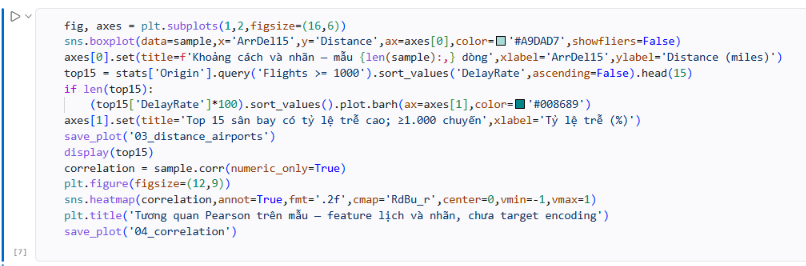 fig, axes = plt.subplots(1,2,figsize=(16,6))
sns.boxplot(data=sample,x='ArrDel15',y='Distance',ax=axes[0],color='#A9DAD7',showfliers=False)
axes[0].set(title=f'Khoảng cách và nhãn — mẫu {len(sample):,} dòng',xlabel='ArrDel15',ylabel='Distance (miles)')
top15 = stats['Origin'].query('Flights >= 1000').sort_values('DelayRate',ascending=False).head(15)
if len(top15):
    (top15['DelayRate']*100).sort_values().plot.barh(ax=axes[1],color='#008689')
axes[1].set(title='Top 15 sân bay có tỷ lệ trễ cao; ≥1.000 chuyến',xlabel='Tỷ lệ trễ (%)')
save_plot('03_distance_airports')
display(top15)
correlation = sample.corr(numeric_only=True)
plt.figure(figsize=(12,9))
sns.heatmap(correlation,annot=True,fmt='.2f',cmap='RdBu_r',center=0,vmin=-1,vmax=1)
plt.title('Tương quan Pearson trên mẫu — feature lịch và nhãn, chưa target encoding')
save_plot('04_correlation')
[7]